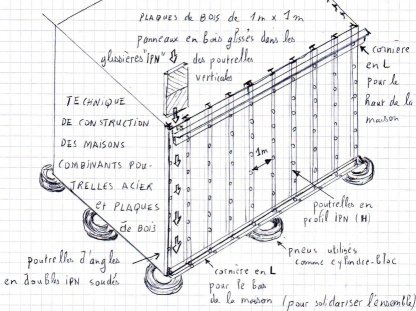 PLAQUES de BOIS de 1m x 1m
panneaux en bois glissés dans les
glissières "IPN" des poutrelles
verticales
cornière
en L
pour le
haut de la
maison
TECHNIQUE
DE CONSTRUCTION
DES MAISONS
COMBINANTS POU-
TRELLES ACIER
et PLAQUES
de BOIS
1m
poutrelles en
profil IPN (H)
pneus utilisés
comme cylindre-bloc
poutrelles d'angles
en doubles IPN soudés
cornière en L
pour le bas
de la maison (pour solidariser l'ensemble)